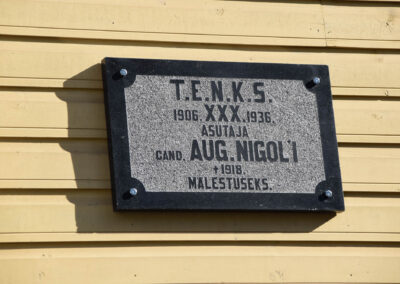 T.E.N.K.S.
1906. XXX. 1936.
ASUTAJA
CAND. AUG. NIGOL'I
†1918.
MÄLESTUSEKS.